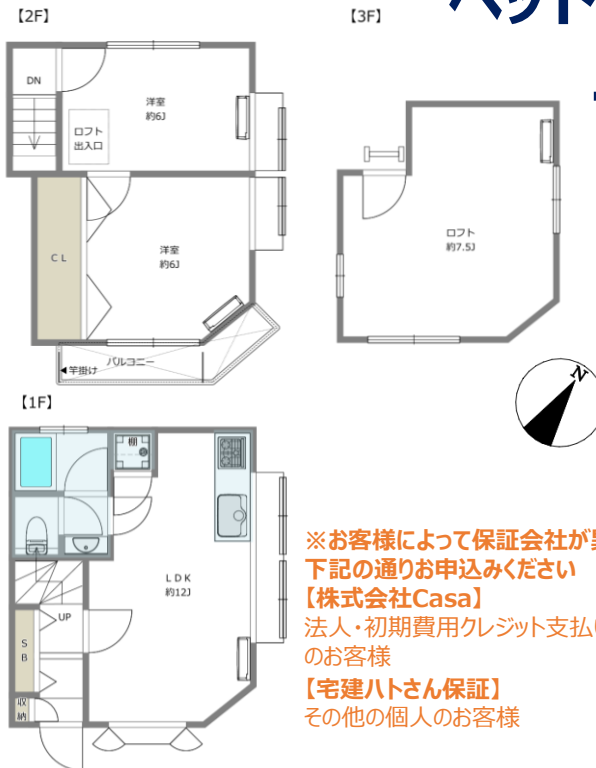 【2F】
【3F】
ペット
DN
洋室
約6J
ロフト
出入口
CL
洋室
約6J
ロフト
約7.5J
バルコニー
◀竿掛け
N
【1F】
棚
LDK
約12J
UP
SB
収納
※お客様によって保証会社が
下記の通りお申込みください
【株式会社Casa】
法人・初期費用クレジット支払い
のお客様
【宅建ハトさん保証】
その他の個人のお客様